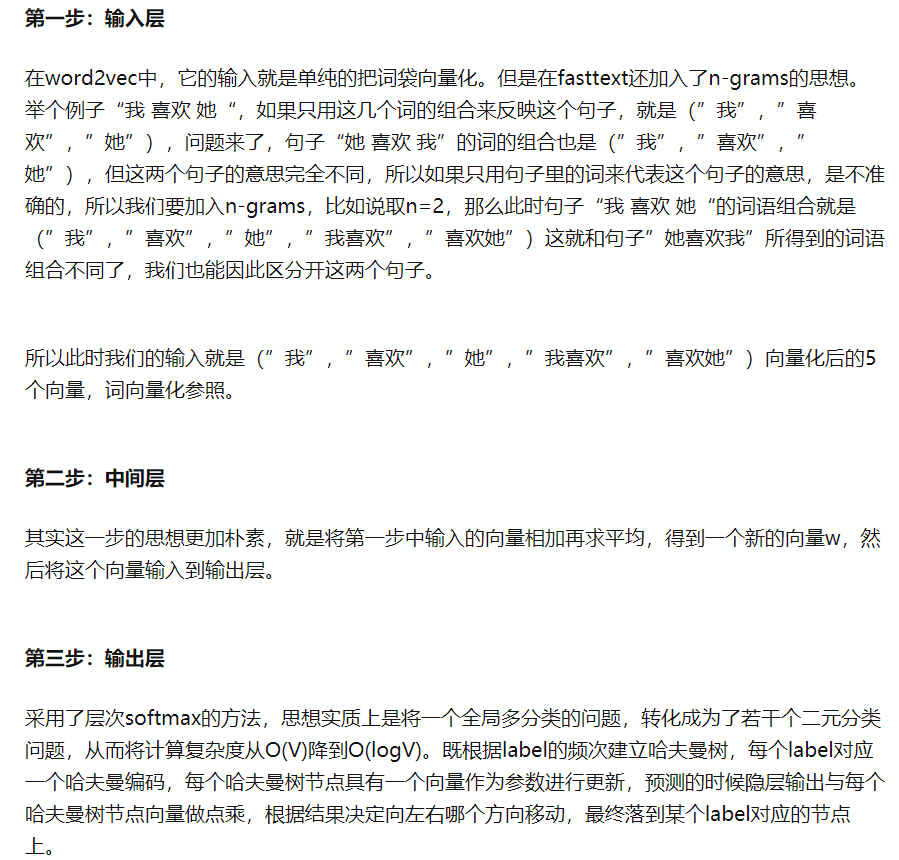 第一步：输入层
在word2vec中，它的输入就是单纯的把词袋向量化。但是在fasttext还加入了n-grams的思想。
举个例子“我 喜欢 她“，如果只用这几个词的组合来反映这个句子，就是（”我”，”喜
欢”，”她”），问题来了，句子“她 喜欢 我”的词的组合也是（”我”，”喜欢”，”
她”），但这两个句子的意思完全不同，所以如果只用句子里的词来代表这个句子的意思，是不准
确的，所以我们要加入n-grams，比如说取n=2，那么此时句子“我 喜欢 她“的词语组合就是
（”我”，”喜欢”，”她”，”我喜欢”，”喜欢她”）这就和句子”她喜欢我”所得到的词语
组合不同了，我们也能因此区分开这两个句子。
所以此时我们的输入就是（”我”，”喜欢”，”她”，”我喜欢”，”喜欢她”）向量化后的5
个向量，词向量化参照。
第二步：中间层
其实这一步的思想更加朴素，就是将第一步中输入的向量相加再求平均，得到一个新的向量w，然
后将这个向量输入到输出层。
第三步：输出层
采用了层次softmax的方法，思想实质上是将一个全局多分类的问题，转化成为了若干个二元分类
问题，从而将计算复杂度从O(V)降到O(logV)。既根据label的频次建立哈夫曼树，每个label对应
一个哈夫曼编码，每个哈夫曼树节点具有一个向量作为参数进行更新，预测的时候隐层输出与每个
哈夫曼树节点向量做点乘，根据结果决定向左右哪个方向移动，最终落到某个label对应的节点
上。